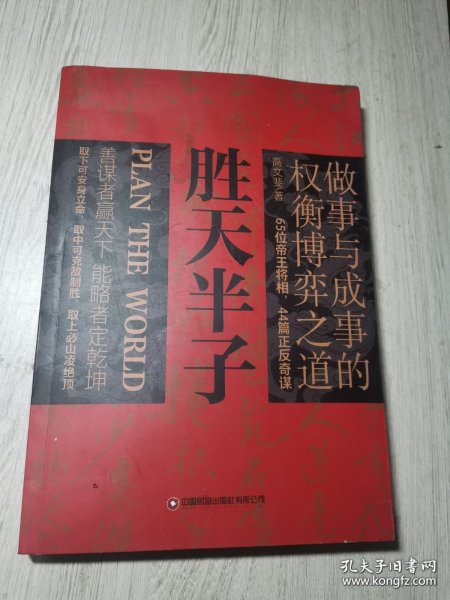 做事与成事的
权衡博弈之道
高文斐 著
65位帝王将相，44篇正反奇谋
胜天半子
PLAN THE WORLD
善谋者赢天下 能略者定乾坤
取下可安身立命 取中可克敌制胜 取上必山凌绝顶
中国财富出版社有限公司
孔夫子旧书网
www.kongfz.com